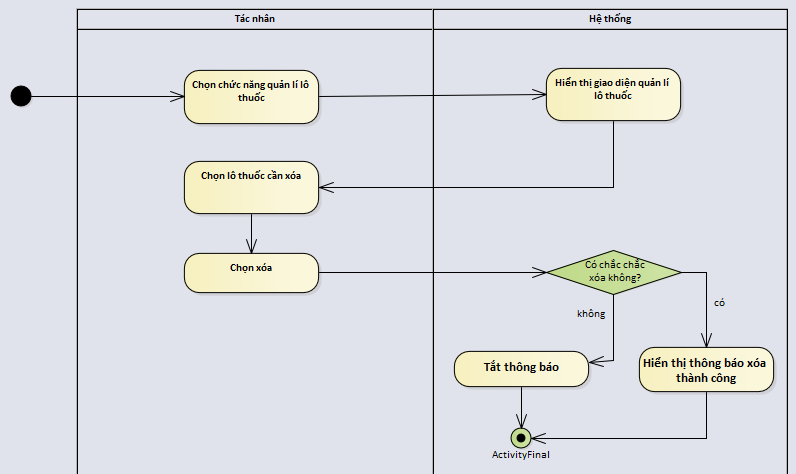 Tác nhân
Hệ thống
Chọn chức năng quản lí lô
thuốc
Hiển thị giao diện quản lí
lô thuốc
Chọn lô thuốc cần xóa
Chọn xóa
Có chắc chắc
xóa không?
không
có
Tắt thông báo
Hiển thị thông báo xóa
thành công
ActivityFinal